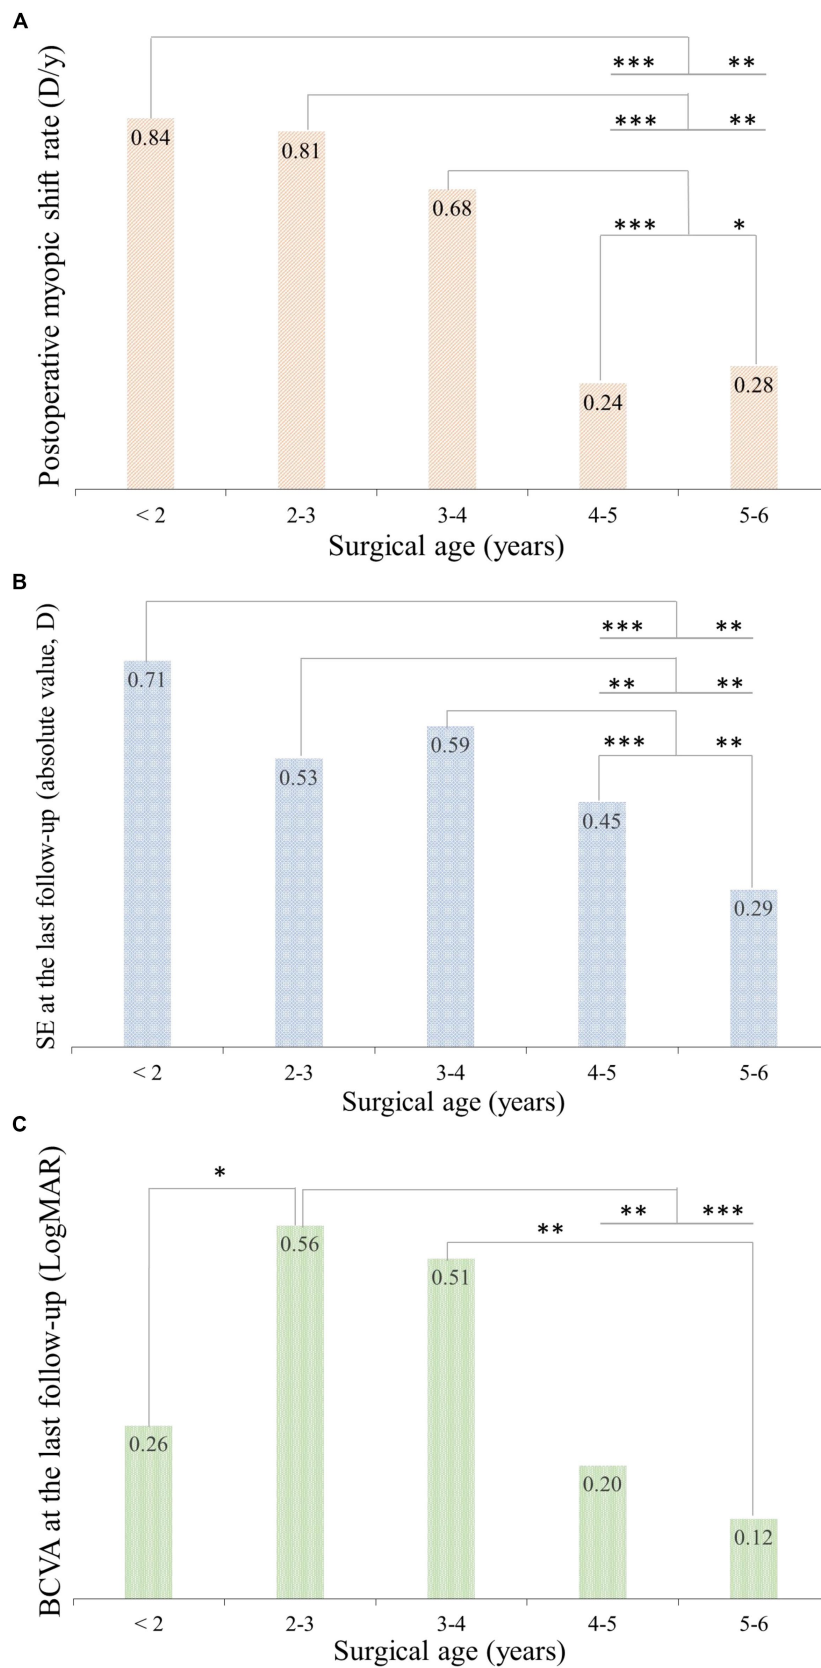 A
Postoperative myopic shift rate (D/y)
*** **
*** **
*** *
0.84
0.81
0.68
0.24
0.28
< 2 2-3 3-4 4-5 5-6
Surgical age (years)
B
SE at the last follow-up (absolute value, D)
*** **
** **
*** **
0.71
0.53
0.59
0.45
0.29
< 2 2-3 3-4 4-5 5-6
Surgical age (years)
C
BCVA at the last follow-up (LogMAR)
*
** ***
**
0.26
0.56
0.51
0.20
0.12
< 2 2-3 3-4 4-5 5-6
Surgical age (years)